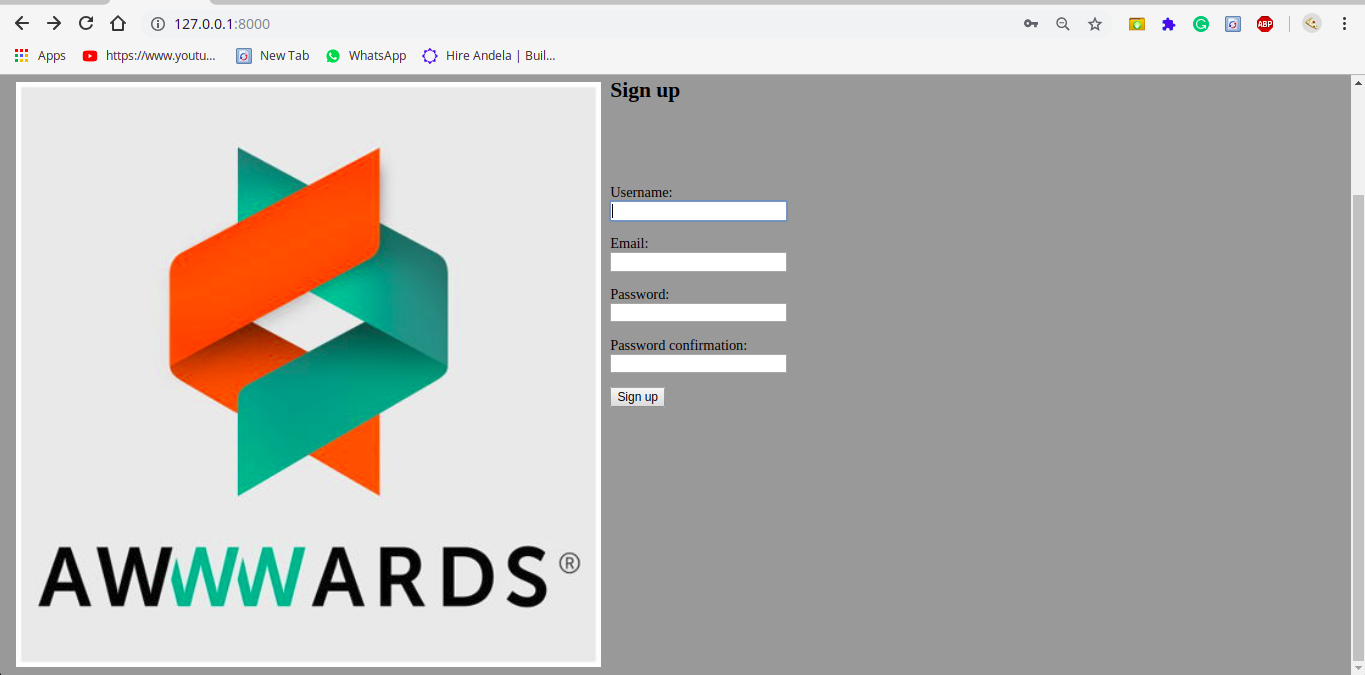 127.0.0.1:8000
ABP
Apps
https://www.youtu...
New Tab
WhatsApp
Hire Andela | Buil...
Sign up
Username:
Email:
Password:
Password confirmation:
Sign up
AWWWARDS®